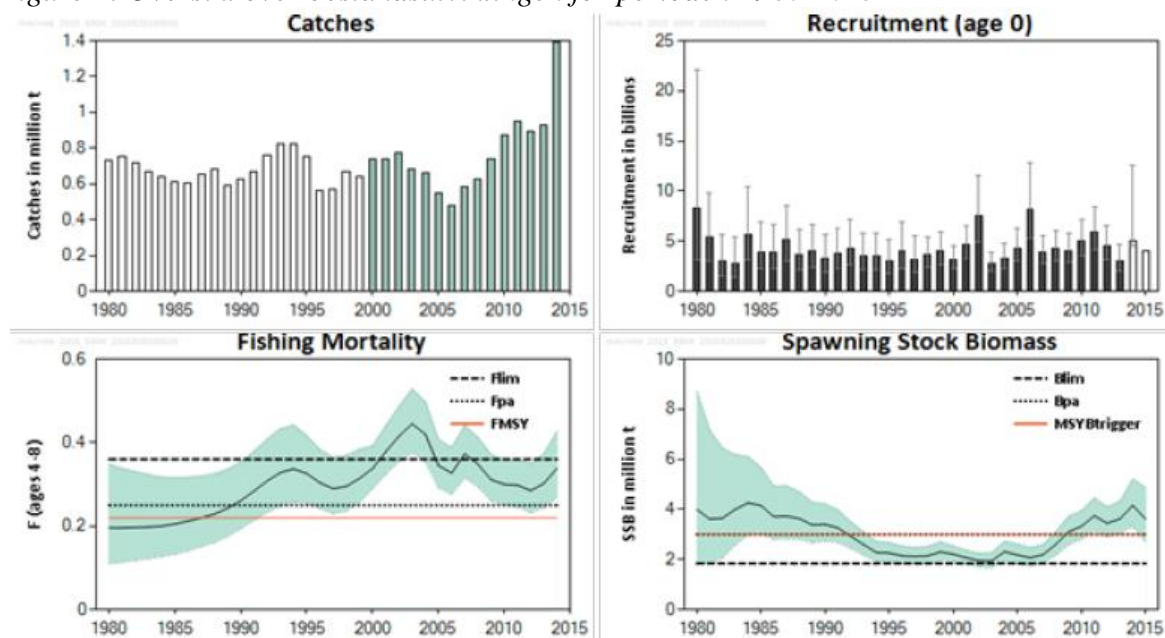 Catches
Catches in million t
1.4
1.2
1
0.8
0.6
0.4
0.2
0
1980 1985 1990 1995 2000 2005 2010 2015
Recruitment (age 0)
Recruitment in billions
25
20
15
10
5
0
1980 1985 1990 1995 2000 2005 2010 2015
Fishing Mortality
F (ages 4-8)
0.6
0.4
0.2
0
Flim
Fpa
FMSY
1980 1985 1990 1995 2000 2005 2010 2015
Spawning Stock Biomass
SSB in million t
10
8
6
4
2
0
Blim
Bpa
MSYBtrigger
1980 1985 1990 1995 2000 2005 2010 2015